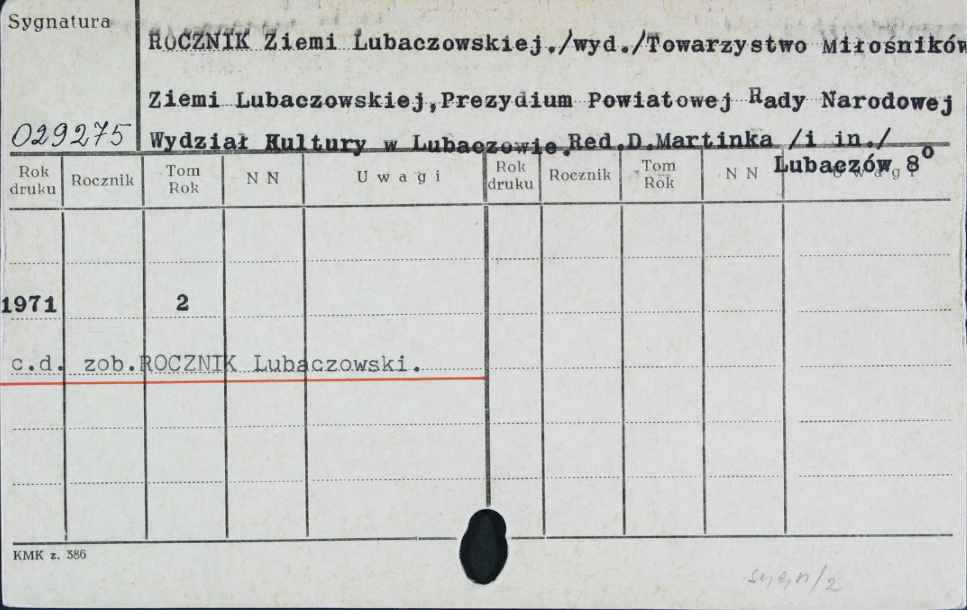 Sygnatura
ROCZNIK Ziemi Lubaczowskiej./wyd./Towarzystwo Miłośników
Ziemi Lubaczowskiej,Prezydium Powiatowej Rady Narodowej
029275
Wydział Kultury w Lubaczowie.Red.D.Martinka /i in./
Lubaczów 8°
Rok druku Rocznik Tom Rok N N Uwagi Rok druku Rocznik Tom Rok N N Uwagi
1971 2
c.d. zob.ROCZNIK Lubaczowski.
KMK z. 386